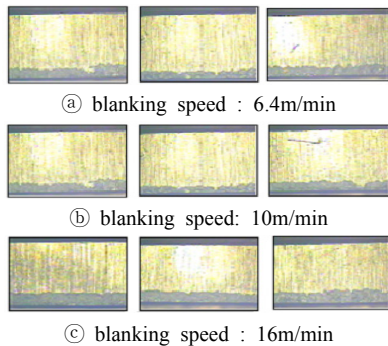 ⓐ blanking speed : 6.4m/min
ⓑ blanking speed: 10m/min
ⓒ blanking speed : 16m/min